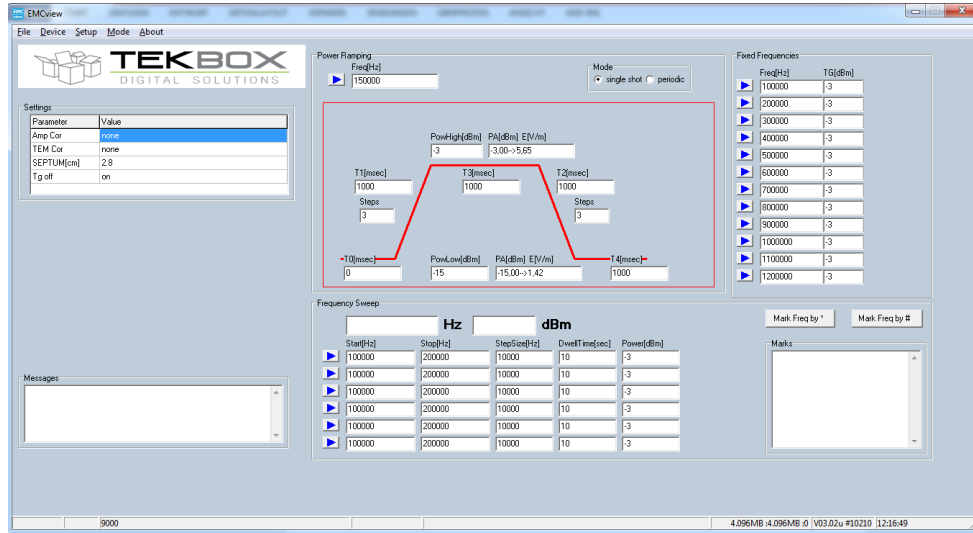 EMCview
File Device Setup Mode About
TEKBOX
DIGITAL SOLUTIONS
Settings
Parameter Value
Amp Cor none
TEM Cor none
SEPTUM[cm] 2.8
Tg off on
Messages
Power Ramping
Freq[Hz]
150000
Mode
single shot periodic
PowHigh[dBm] PA[dBm] E[V/m]
-3 -3,00-->5,65
T1[msec] T3[msec] T2[msec]
1000 1000 1000
Steps Steps
3 3
T0[msec] PowLow[dBm] PA[dBm] E[V/m] T4[msec]
0 -15 -15,00-->1,42 1000
Fixed Frequencies
Freq[Hz] TG[dBm]
100000 -3
200000 -3
300000 -3
400000 -3
500000 -3
600000 -3
700000 -3
800000 -3
900000 -3
1000000 -3
1100000 -3
1200000 -3
Frequency Sweep
Hz dBm
Start[Hz] Stop[Hz] StepSize[Hz] DwellTime[sec] Power[dBm]
100000 200000 10000 10 -3
100000 200000 10000 10 -3
100000 200000 10000 10 -3
100000 200000 10000 10 -3
100000 200000 10000 10 -3
100000 200000 10000 10 -3
Mark Freq by * Mark Freq by #
Marks
9000 4.096MB :4.096MB :0 V03.02u #10210 12:16:49